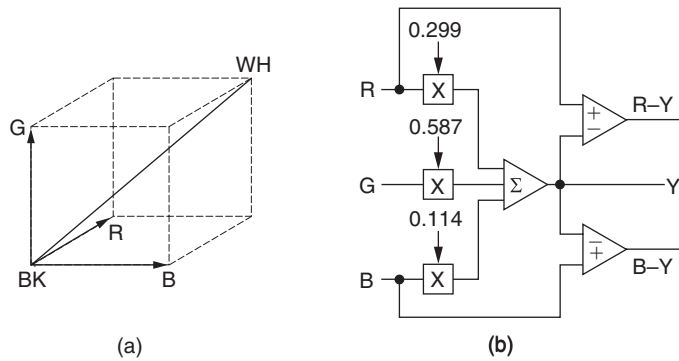 WH
G
R
BK
B
(a)
0.299
R
X
0.587
G
X
0.114
B
X
Σ
+
−
R–Y
Y
−
+
B–Y
(b)